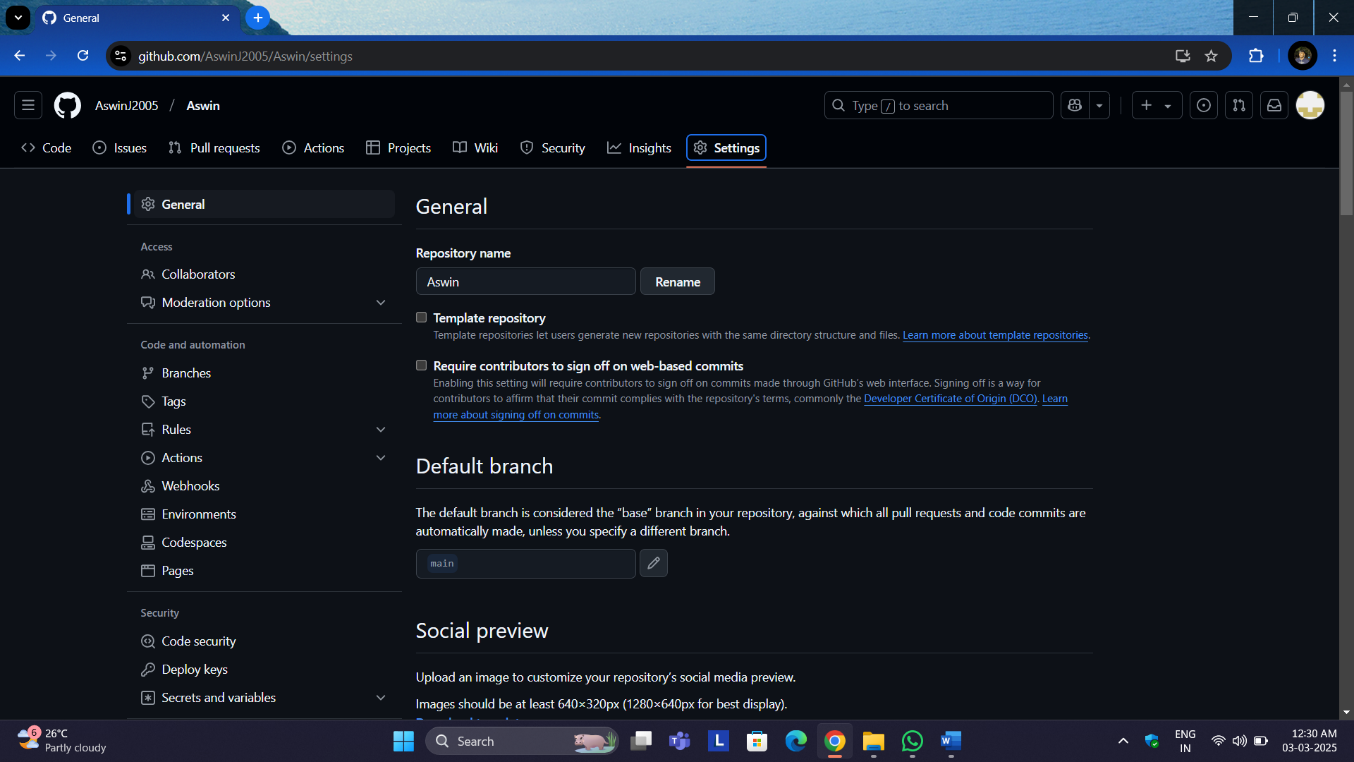 General
github.com/AswinJ2005/Aswin/settings
AswinJ2005 / Aswin
Type / to search
Code
Issues
Pull requests
Actions
Projects
Wiki
Security
Insights
Settings
General
Access
Collaborators
Moderation options
Code and automation
Branches
Tags
Rules
Actions
Webhooks
Environments
Codespaces
Pages
Security
Code security
Deploy keys
Secrets and variables
General
Repository name
Aswin
Rename
Template repository
Template repositories let users generate new repositories with the same directory structure and files. Learn more about template repositories.
Require contributors to sign off on web-based commits
Enabling this setting will require contributors to sign off on commits made through GitHub's web interface. Signing off is a way for
contributors to affirm that their commit complies with the repository's terms, commonly the Developer Certificate of Origin (DCO). Learn
more about signing off on commits.
Default branch
The default branch is considered the “base” branch in your repository, against which all pull requests and code commits are
automatically made, unless you specify a different branch.
main
Social preview
Upload an image to customize your repository's social media preview.
Images should be at least 640×320px (1280×640px for best display).
6
26°C
Partly cloudy
Search
L
ENG
IN
12:30 AM
03-03-2025